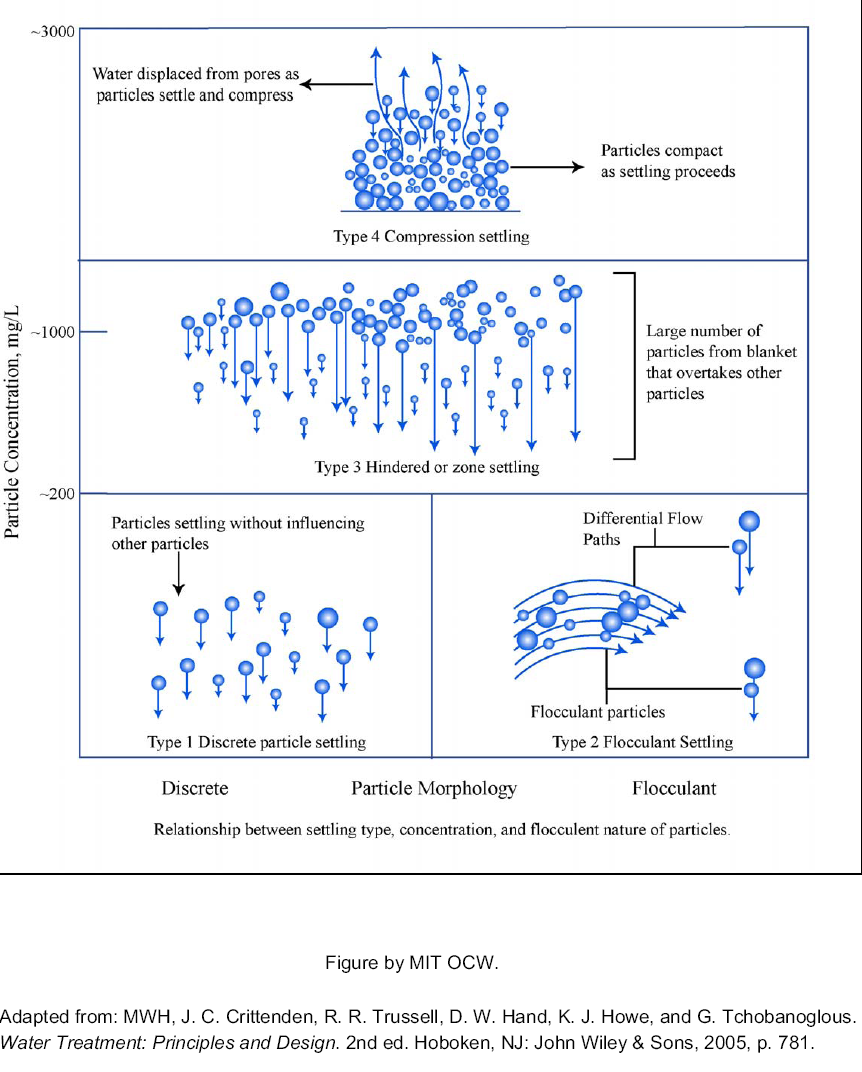 ~3000
Water displaced from pores as
particles settle and compress
Particles compact
as settling proceeds
Type 4 Compression settling
Particle Concentration, mg/L
~1000
Large number of
particles from blanket
that overtakes other
particles
Type 3 Hindered or zone settling
~200
Particles settling without influencing
other particles
Differential Flow
Paths
Flocculant particles
Type 1 Discrete particle settling
Type 2 Flocculant Settling
Discrete
Particle Morphology
Flocculant
Relationship between settling type, concentration, and flocculent nature of particles.
Figure by MIT OCW.
Adapted from: MWH, J. C. Crittenden, R. R. Trussell, D. W. Hand, K. J. Howe, and G. Tchobanoglous.
Water Treatment: Principles and Design. 2nd ed. Hoboken, NJ: John Wiley & Sons, 2005, p. 781.